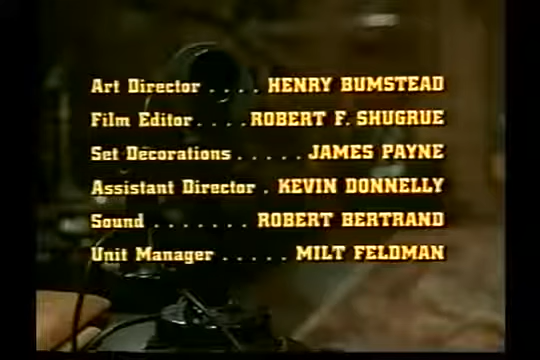 Art Director . . . . HENRY BUMSTEAD
Film Editor . . . . ROBERT F. SHUGRUE
Set Decorations . . . . . JAMES PAYNE
Assistant Director . KEVIN DONNELLY
Sound . . . . . . . ROBERT BERTRAND
Unit Manager . . . . . MILT FELDMAN